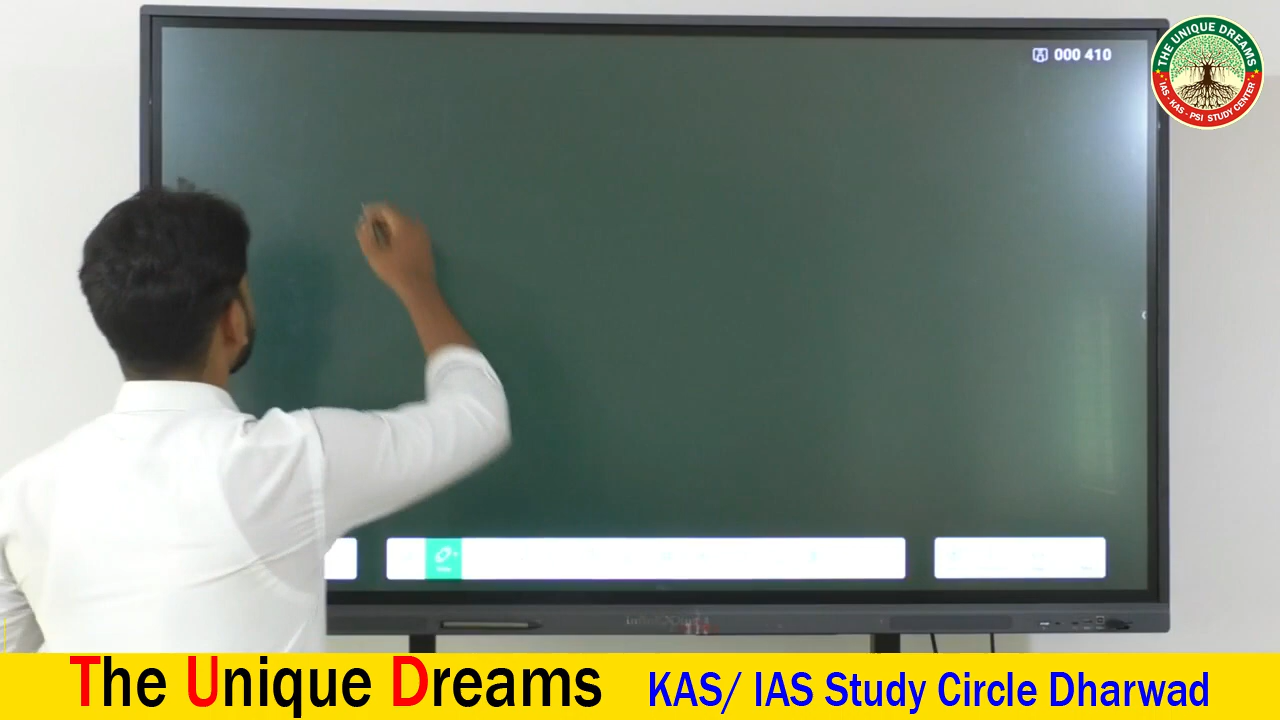 000 410
THE UNIQUE DREAMS
IAS - KAS - PSI STUDY CENTER
The Unique Dreams KAS/ IAS Study Circle Dharwad